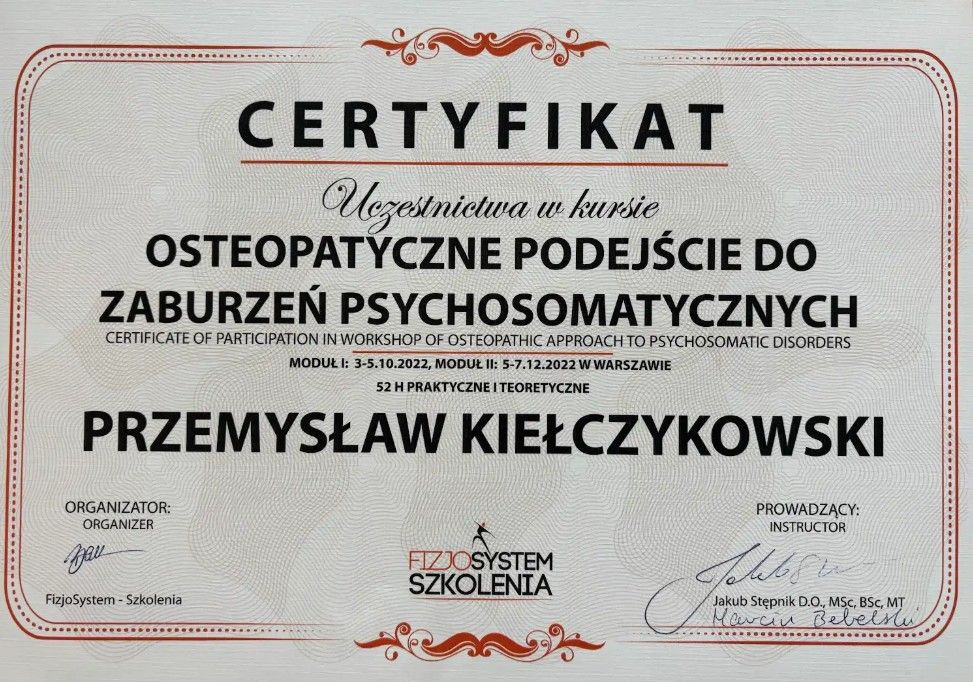 CERTYFIKAT
Uczestnictwa w kursie
OSTEOPATYCZNE PODEJŚCIE DO
ZABURZEŃ PSYCHOSOMATYCZNYCH
CERTIFICATE OF PARTICIPATION IN WORKSHOP OF OSTEOPATHIC APPROACH TO PSYCHOSOMATIC DISORDERS
MODUŁ I: 3-5.10.2022, MODUŁ II: 5-7.12.2022 W WARSZAWIE
52 H PRAKTYCZNE I TEORETYCZNE
PRZEMYSŁAW KIEŁCZYKOWSKI
ORGANIZATOR:
ORGANIZER
FizjoSystem - Szkolenia
FIZJOSYSTEM
SZKOLENIA
PROWADZĄCY:
INSTRUCTOR
Jakub Stępnik D.O., MSc, BSc, MT
Marcin Bebelski